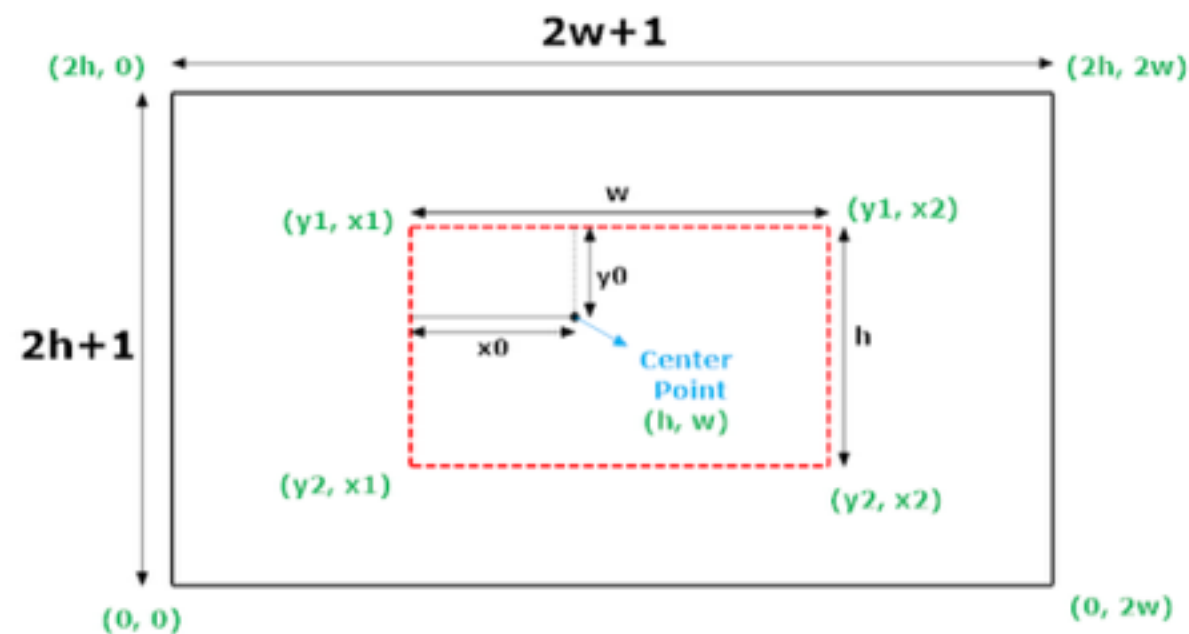 2w+1
(2h, 0)
(2h, 2w)
w
(y1, x1)
(y1, x2)
y0
2h+1
x0
h
Center
Point
(h, w)
(y2, x1)
(y2, x2)
(0, 0)
(0, 2w)